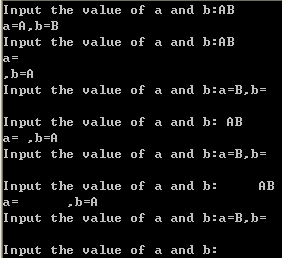 Input the value of a and b:AB
a=A,b=B
Input the value of a and b:AB
a=
,b=A
Input the value of a and b:a=B,b=

Input the value of a and b: AB
a= ,b=A
Input the value of a and b:a=B,b=

Input the value of a and b:     AB
a=      ,b=A
Input the value of a and b:a=B,b=

Input the value of a and b: